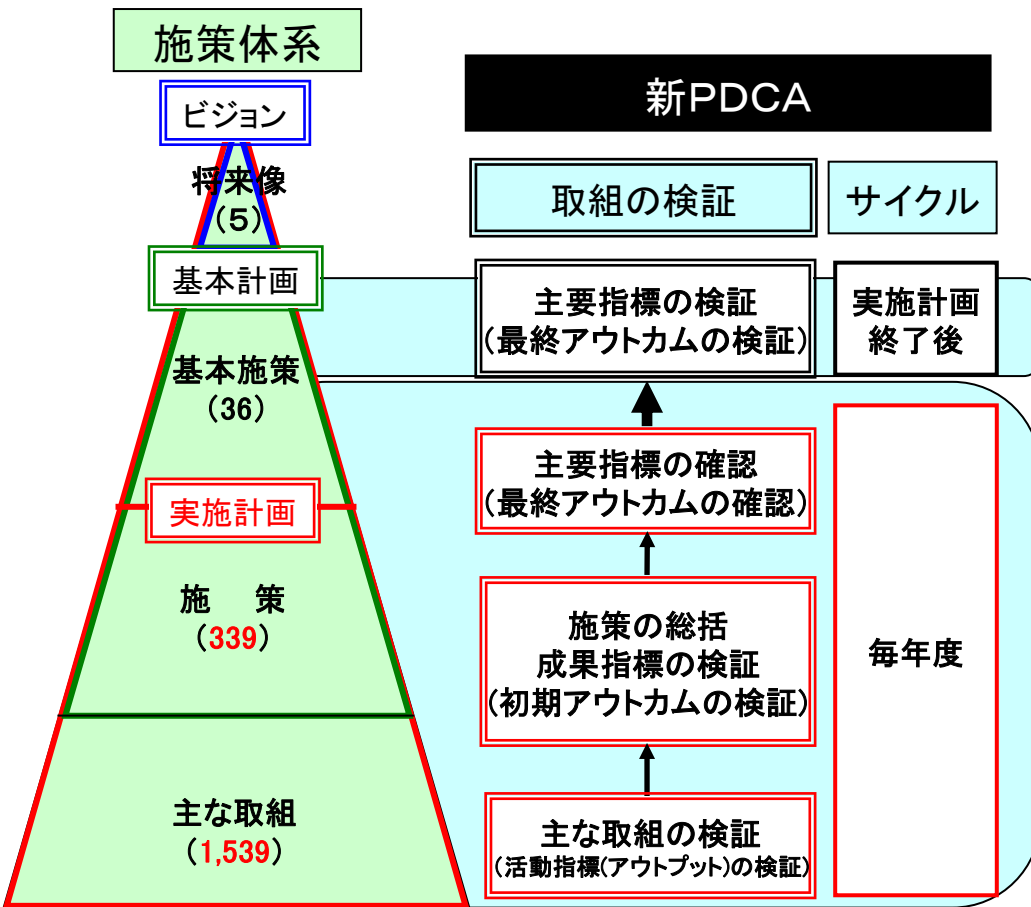 施策体系
ビジョン
将来像
(５)
基本計画
基本施策
(36)
実施計画
施　策
(339)
主な取組
(1,539)
新PDCA
取組の検証
サイクル
主要指標の検証
(最終アウトカムの検証)
実施計画
終了後
主要指標の確認
(最終アウトカムの確認)
施策の総括
成果指標の検証
(初期アウトカムの検証)
毎年度
主な取組の検証
(活動指標(アウトプット)の検証)